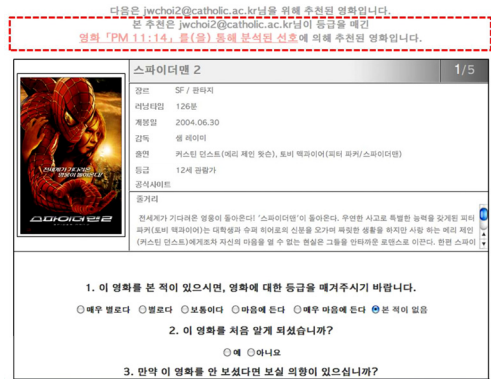 다음은 jwchoi2@catholic.ac.kr님을 위해 추천된 영화입니다.
본 추천은 jwchoi2@catholic.ac.kr님이 등급을 매긴
영화「PM 11:14」를(을) 통해 분석된 선호에 의해 추천된 영화입니다.
스파이더맨 2 1/5
장르 SF / 판타지
러닝타임 126분
개봉일 2004.06.30
감독 샘 레이미
출연 커스틴 던스트(메리 제인 왓슨), 토비 맥과이어(피터 파커/스파이더맨)
등급 12세 관람가
공식사이트
줄거리
전세계가 기다려온 영웅이 돌아온다! '스파이더맨'이 돌아온다. 우연한 사고로 특별한 능력을 갖게된 피터
파커(토비 맥과이어)는 대학생과 슈퍼 히어로의 신분을 오가며 짜릿한 생활을 하지만 사랑 하는 메리 제인
(커스틴 던스트)에게조차 자신의 마음을 열 수 없는 현실은 그들을 안타까운 로맨스로 이끈다. 한편 스파이
전세계가 기다려온
영웅이 돌아온다!
스파이더맨2
1. 이 영화를 본 적이 있으시면, 영화에 대한 등급을 매겨주시기 바랍니다.
매우 별로다 별로다 보통이다 마음에 든다 매우 마음에 든다 본 적이 없음
2. 이 영화를 처음 알게 되셨습니까?
예 아니요
3. 만약 이 영화를 안 보셨다면 보실 의향이 있으십니까?